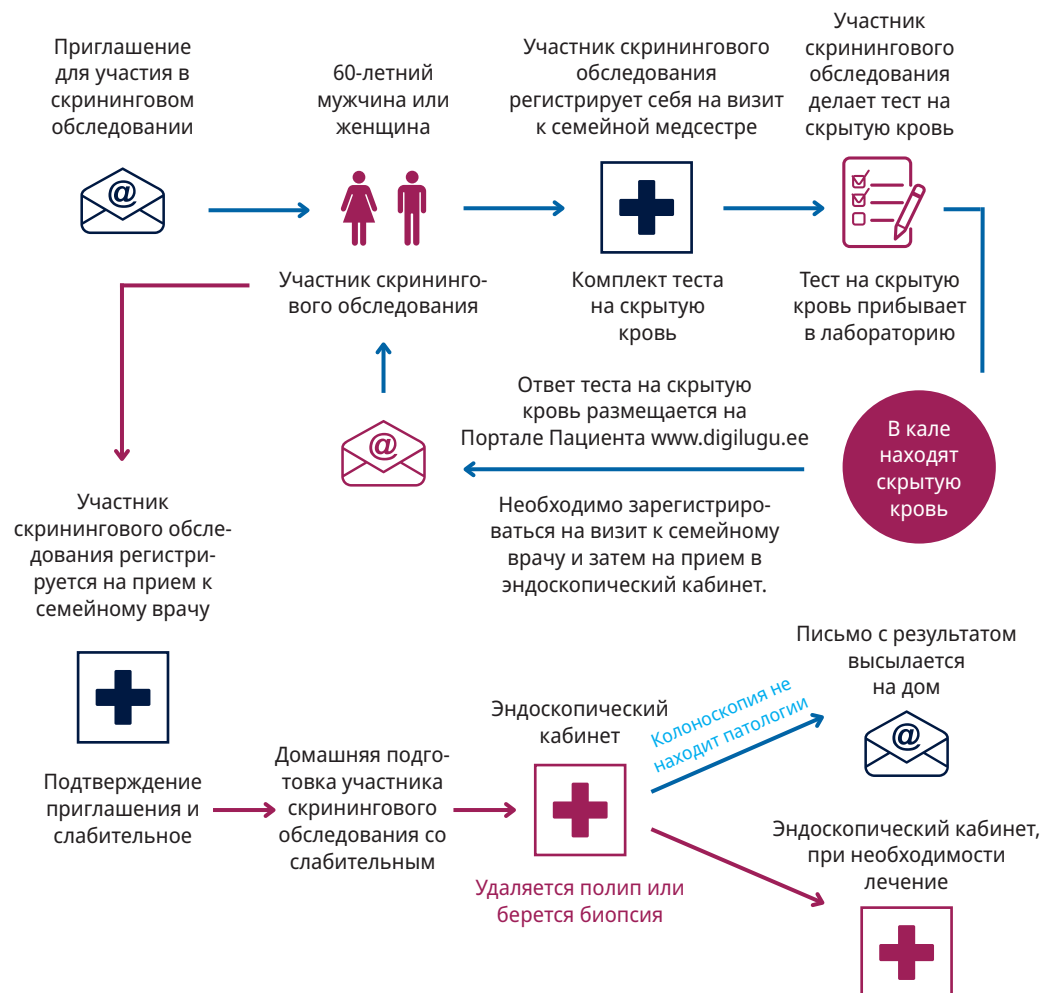 Приглашение
для участия в
скрининговом
обследовании
60-летний
мужчина или
женщина
Участник скринингового
обследования
регистрирует себя на визит
к семейной медсестре
Участник
скринингового
обследования
делает тест на
скрытую кровь
@
Участник скринингo-
вого обследования
Комплект теста
на скрытую
кровь
Тест на скрытую
кровь прибывает
в лабораторию
Ответ теста на скрытую
кровь размещается на
Портале Пациента www.digilugu.ee
@
В кале
находят
скрытую
кровь
Необходимо зарегистриро-
ваться на визит к семейному
врачу и затем на прием в
эндоскопический кабинет.
Участник
скринингового обсле-
дования регистри-
руется на прием к
семейному врачу
Подтверждение
приглашения и
слабительное
Домашняя подго-
товка участника
скринингового
обследования со
слабительным
Эндоскопический
кабинет
Удаляется полип или
берется биопсия
Колоноскопия не
находит патологии
Письмо с результатом
высылается
на дом
@
Эндоскопический кабинет,
при необходимости
лечение